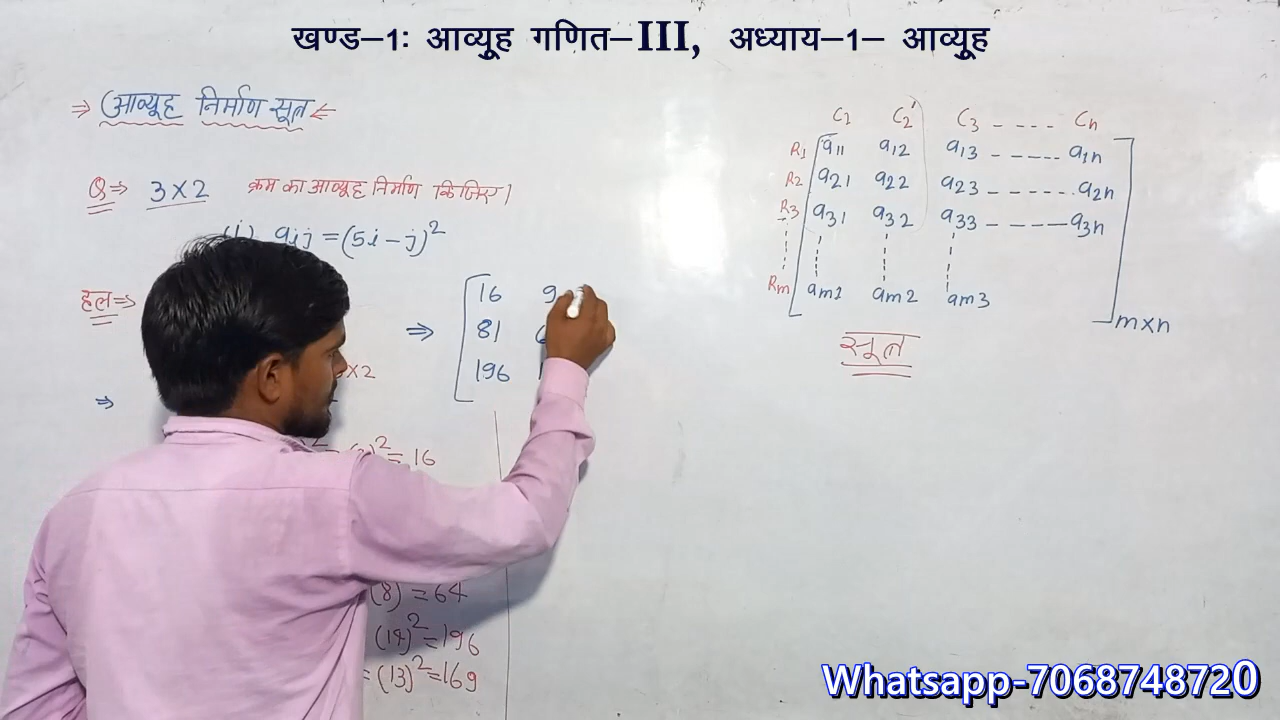 खण्ड–1: आव्यूह गणित–III, अध्याय–1– आव्यूह
⇒ आव्यूह निर्माण सूत्र ⇐
Q ⇒ 3×2 क्रम का आव्यूह निर्माण किजिए।
(i) aij = (5i – j)²
हल ⇒
⇒ [ 16 9
81 6
196 1
×2
⇒
² = ( )² = 16
(8) = 64
(14)² = 196
= (13)² = 169
C1 C2 C3 - - - - Cn
R1 a11 a12 a13 - - - - - a1n
R2 a21 a22 a23 - - - - - - a2n
R3 a31 a32 a33 - - - - - a3n
Rm am1 am2 am3
m×n
सूत्र
Whatsapp-7068748720